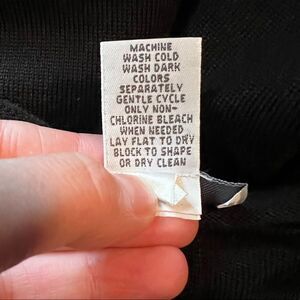 MACHINE
WASH COLD
WASH DARK
COLORS
SEPARATELY
GENTLE CYCLE
ONLY NON-
CHLORINE BLEACH
WHEN NEEDED
LAY FLAT TO DRY
BLOCK TO SHAPE
OR DRY CLEAN